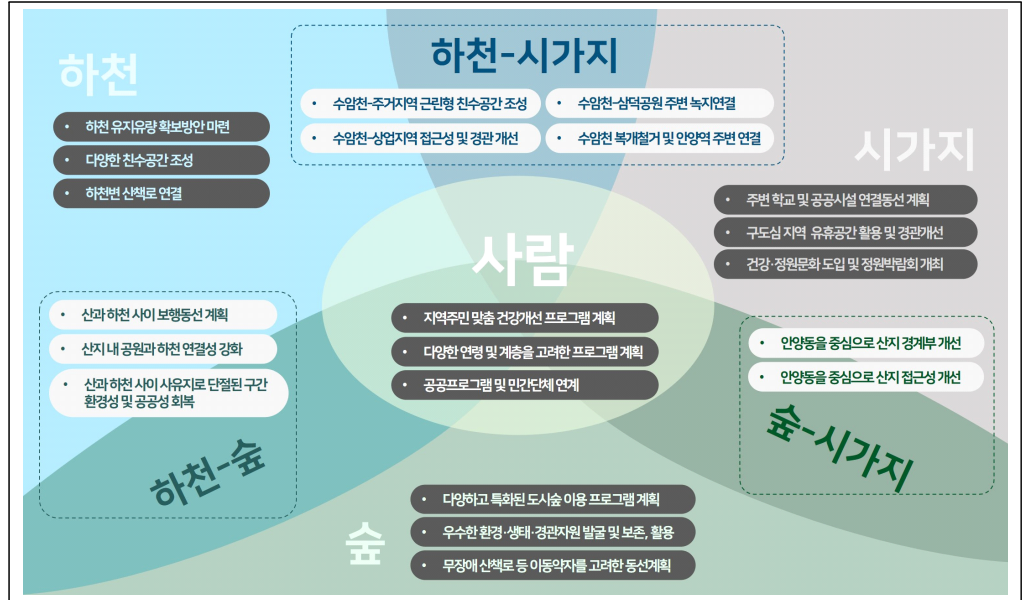 하천
• 하천 유지유량 확보방안 마련
• 다양한 친수공간 조성
• 하천변 산책로 연결
하천-시가지
• 수암천-주거지역 근린형 친수공간 조성
• 수암천-삼덕공원 주변 녹지연결
• 수암천-상업지역 접근성 및 경관 개선
• 수암천 복개철거 및 안양역 주변 연결
시가지
• 주변 학교 및 공공시설 연결동선 계획
• 구도심 지역 유휴공간 활용 및 경관개선
• 건강·정원문화 도입 및 정원박람회 개최
사람
• 지역주민 맞춤 건강개선 프로그램 계획
• 다양한 연령 및 계층을 고려한 프로그램 계획
• 공공프로그램 및 민간단체 연계
• 산과 하천 사이 보행동선 계획
• 산지 내 공원과 하천 연결성 강화
• 산과 하천 사이 사유지로 단절된 구간
환경성 및 공공성 회복
하천-숲
• 안양동을 중심으로 산지 경계부 개선
• 안양동을 중심으로 산지 접근성 개선
숲-시가지
숲
• 다양하고 특화된 도시숲 이용 프로그램 계획
• 우수한 환경·생태·경관자원 발굴 및 보존, 활용
• 무장애 산책로 등 이동약자를 고려한 동선계획